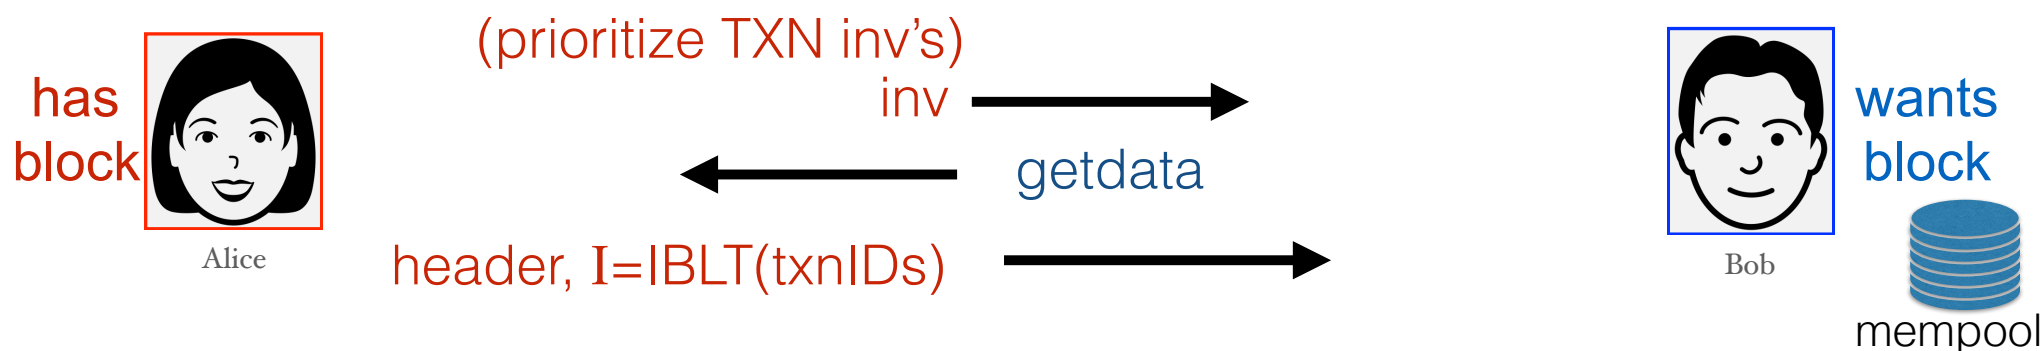 (prioritize TXN inv's)
has
block
inv
wants
block
getdata
Alice
header, I=IBLT(txnIDs)
Bob
mempool